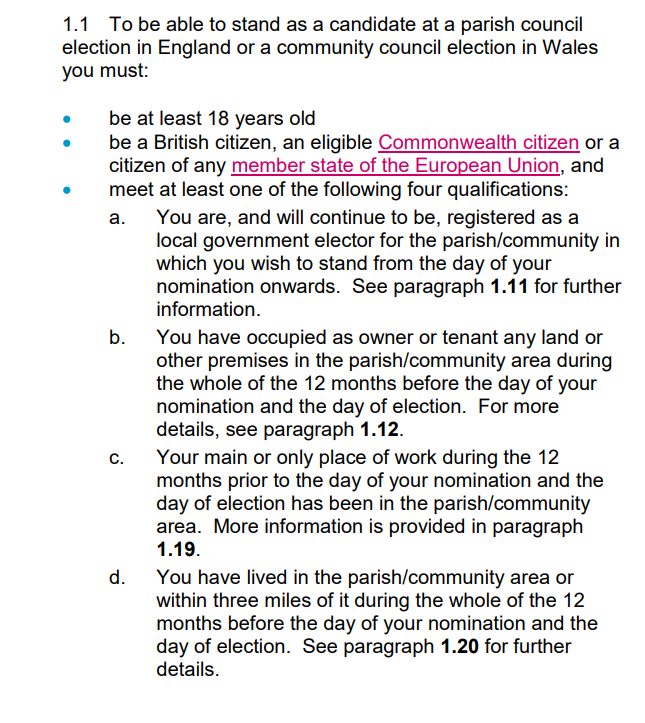 1.1 To be able to stand as a candidate at a parish council
election in England or a community council election in Wales
you must:
• be at least 18 years old
• be a British citizen, an eligible Commonwealth citizen or a
citizen of any member state of the European Union, and
• meet at least one of the following four qualifications:
a. You are, and will continue to be, registered as a
local government elector for the parish/community in
which you wish to stand from the day of your
nomination onwards. See paragraph 1.11 for further
information.
b. You have occupied as owner or tenant any land or
other premises in the parish/community area during
the whole of the 12 months before the day of your
nomination and the day of election. For more
details, see paragraph 1.12.
c. Your main or only place of work during the 12
months prior to the day of your nomination and the
day of election has been in the parish/community
area. More information is provided in paragraph
1.19.
d. You have lived in the parish/community area or
within three miles of it during the whole of the 12
months before the day of your nomination and the
day of election. See paragraph 1.20 for further
details.